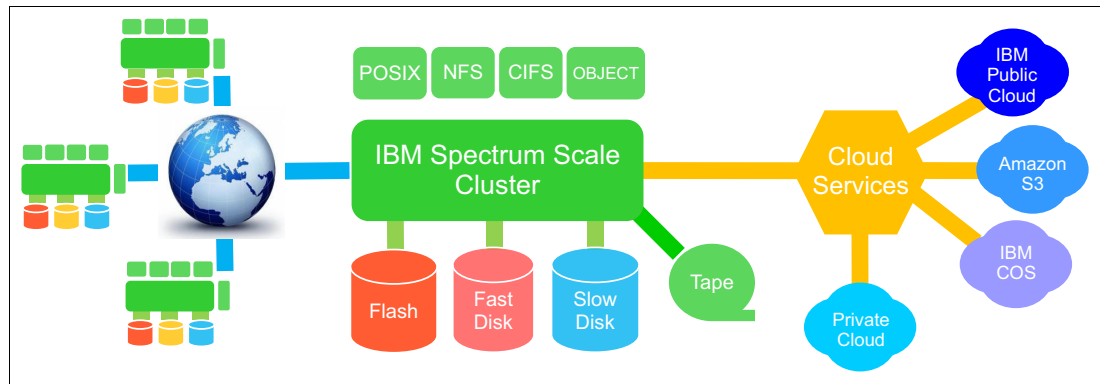 POSIX NFS CIFS OBJECT
IBM Spectrum Scale
Cluster
Flash
Fast
Disk
Slow
Disk
Tape
Cloud
Services
IBM
Public
Cloud
Amazon
S3
IBM
COS
Private
Cloud